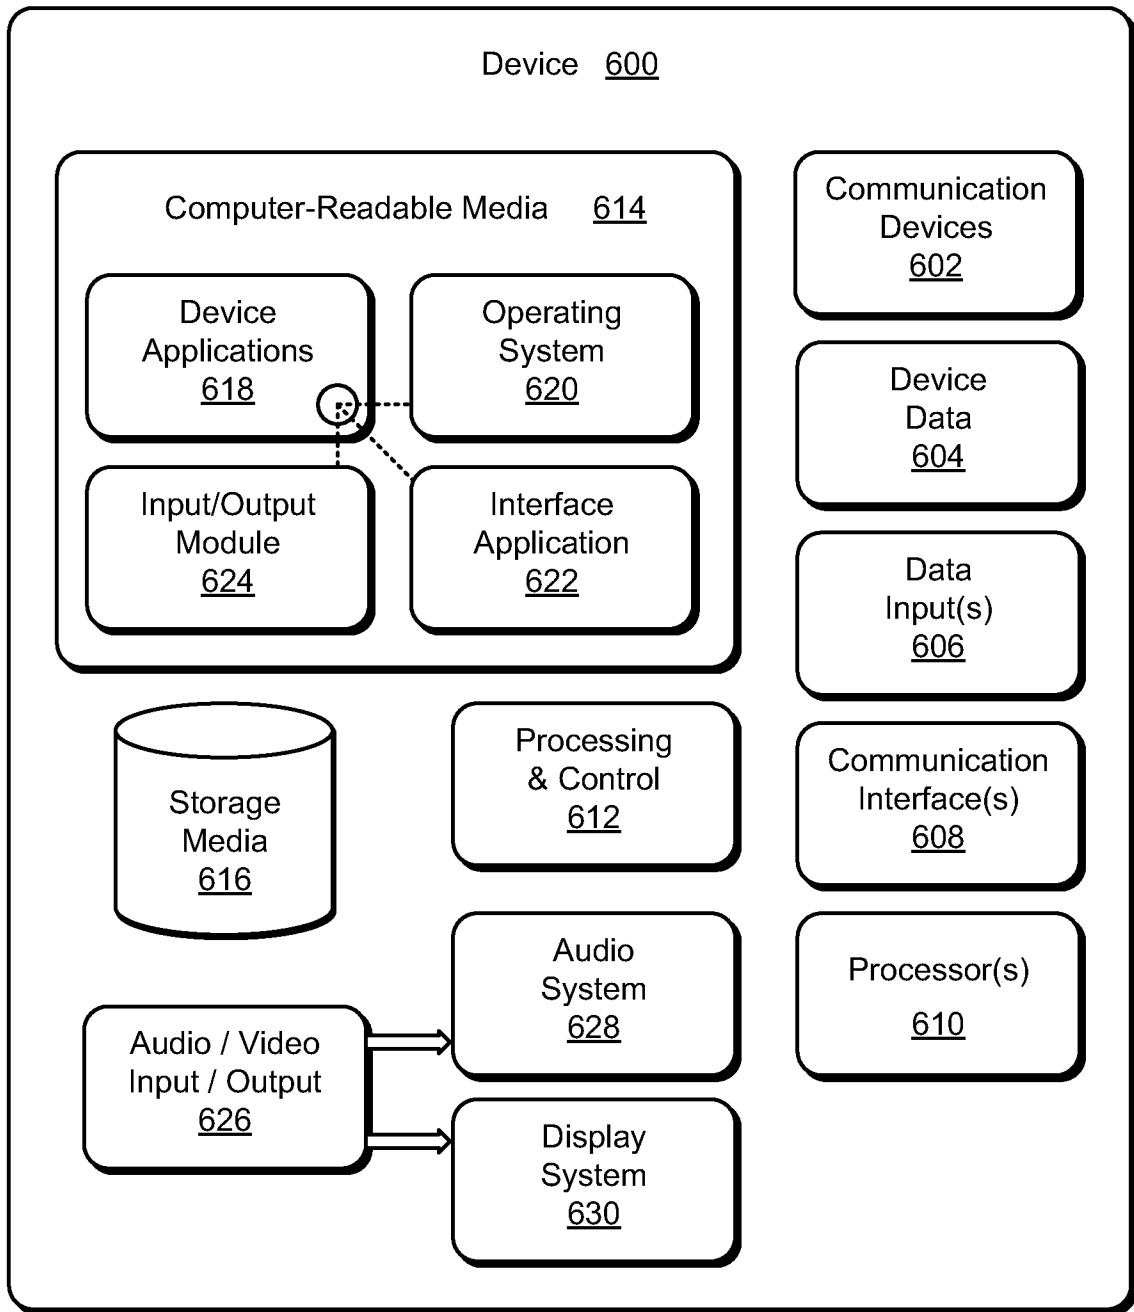 Device 600
Computer-Readable Media 614
Device
Applications
618
Operating
System
620
Input/Output
Module
624
Interface
Application
622
Storage
Media
616
Processing
& Control
612
Audio / Video
Input / Output
626
Audio
System
628
Display
System
630
Communication
Devices
602
Device
Data
604
Data
Input(s)
606
Communication
Interface(s)
608
Processor(s)
610